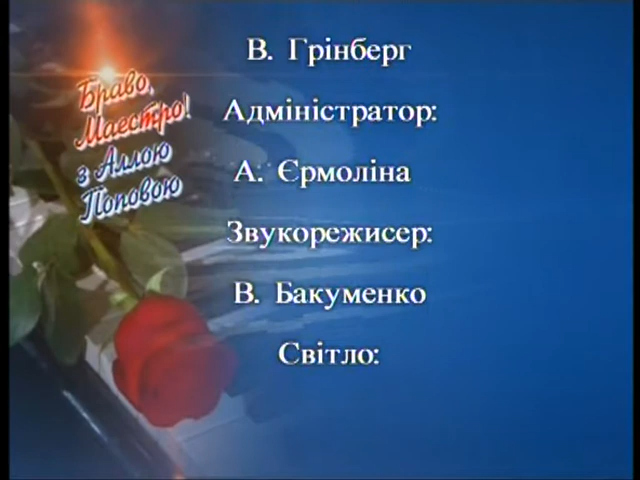 Браво,
Маестро!
з Аллою
Поповою
В. Грінберг
Адміністратор:
А. Єрмоліна
Звукорежисер:
В. Бакуменко
Світло: